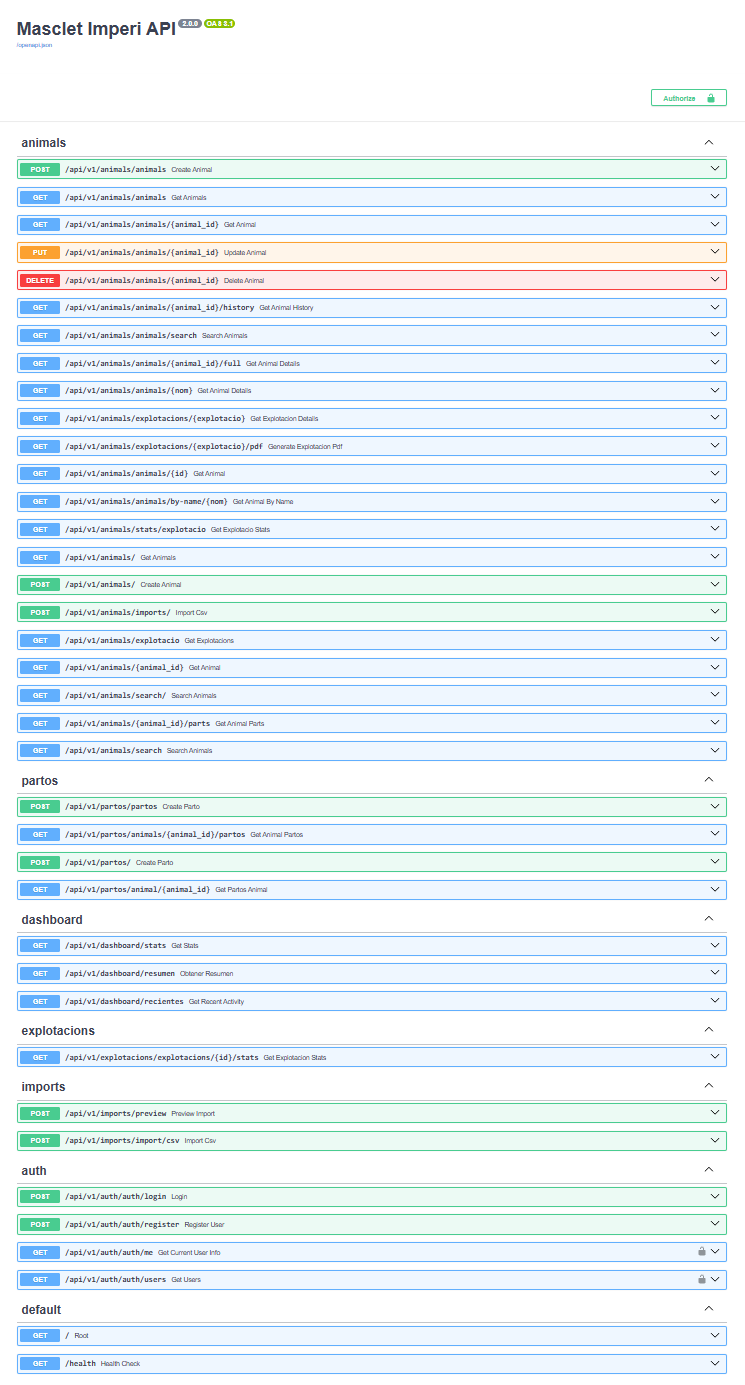 Masclet Imperi API 2.0.0 OAS 3.1
/openapi.json
Authorize
animals
POST /api/v1/animals/animals Create Animal
GET /api/v1/animals/animals Get Animals
GET /api/v1/animals/animals/{animal_id} Get Animal
PUT /api/v1/animals/animals/{animal_id} Update Animal
DELETE /api/v1/animals/animals/{animal_id} Delete Animal
GET /api/v1/animals/animals/{animal_id}/history Get Animal History
GET /api/v1/animals/animals/search Search Animals
GET /api/v1/animals/animals/{animal_id}/full Get Animal Details
GET /api/v1/animals/animals/{nom} Get Animal Details
GET /api/v1/animals/explotacions/{explotacio} Get Explotacion Details
GET /api/v1/animals/explotacions/{explotacio}/pdf Generate Explotacion Pdf
GET /api/v1/animals/animals/{id} Get Animal
GET /api/v1/animals/animals/by-name/{nom} Get Animal By Name
GET /api/v1/animals/stats/explotacio Get Explotacio Stats
GET /api/v1/animals/ Get Animals
POST /api/v1/animals/ Create Animal
POST /api/v1/animals/imports/ Import Csv
GET /api/v1/animals/explotacio Get Explotacions
GET /api/v1/animals/{animal_id} Get Animal
GET /api/v1/animals/search/ Search Animals
GET /api/v1/animals/{animal_id}/parts Get Animal Parts
GET /api/v1/animals/search Search Animals
partos
POST /api/v1/partos/partos Create Parto
GET /api/v1/partos/animals/{animal_id}/partos Get Animal Partos
POST /api/v1/partos/ Create Parto
GET /api/v1/partos/animal/{animal_id} Get Partos Animal
dashboard
GET /api/v1/dashboard/stats Get Stats
GET /api/v1/dashboard/resumen Obtener Resumen
GET /api/v1/dashboard/recientes Get Recent Activity
explotacions
GET /api/v1/explotacions/explotacions/{id}/stats Get Explotacion Stats
imports
POST /api/v1/imports/preview Preview Import
POST /api/v1/imports/import/csv Import Csv
auth
POST /api/v1/auth/auth/login Login
POST /api/v1/auth/auth/register Register User
GET /api/v1/auth/auth/me Get Current User Info
GET /api/v1/auth/auth/users Get Users
default
GET / Root
GET /health Health Check